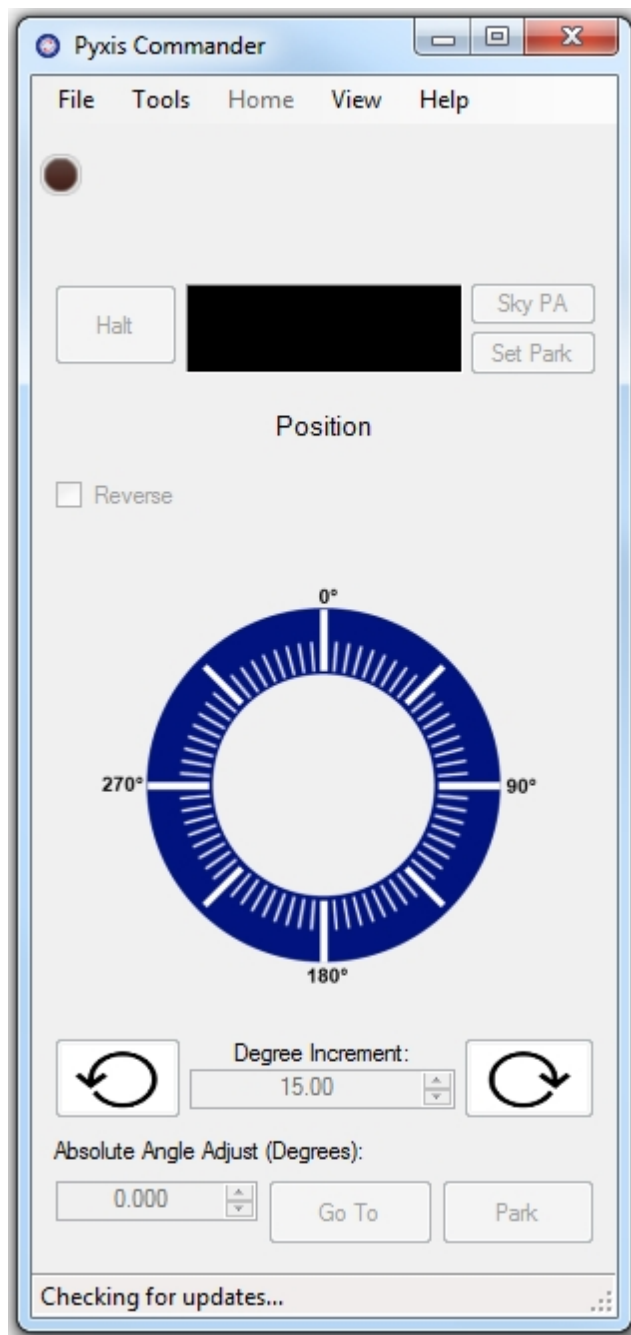 Pyxis Commander
File Tools Home View Help
Halt
Sky PA
Set Park
Position
Reverse
0°
270°
90°
180°
Degree Increment:
15.00
Absolute Angle Adjust (Degrees):
0.000
Go To
Park
Checking for updates...